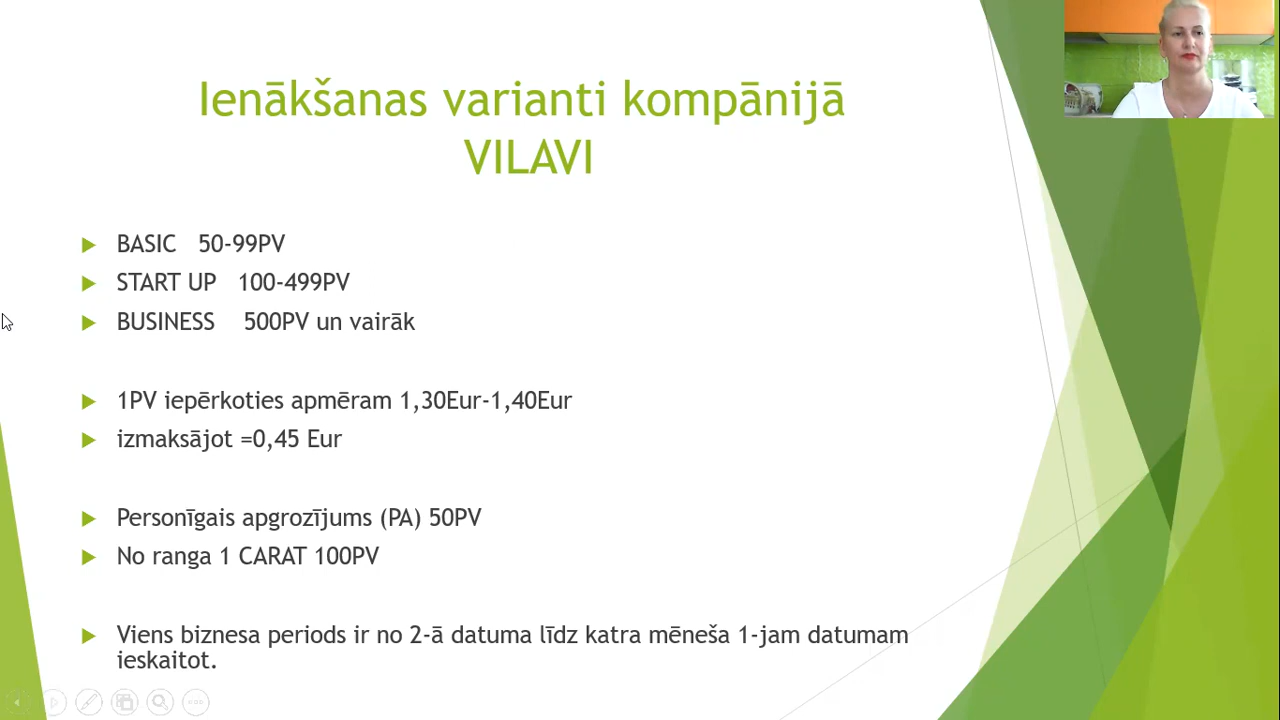 Ienākšanas varianti kompānijā
VILAVI
BASIC 50-99PV
START UP 100-499PV
BUSINESS 500PV un vairāk
1PV iepērkoties apmēram 1,30Eur-1,40Eur
izmaksājot =0,45 Eur
Personīgais apgrozījums (PA) 50PV
No ranga 1 CARAT 100PV
Viens biznesa periods ir no 2-ā datuma līdz katra mēneša 1-jam datumam
ieskaitot.